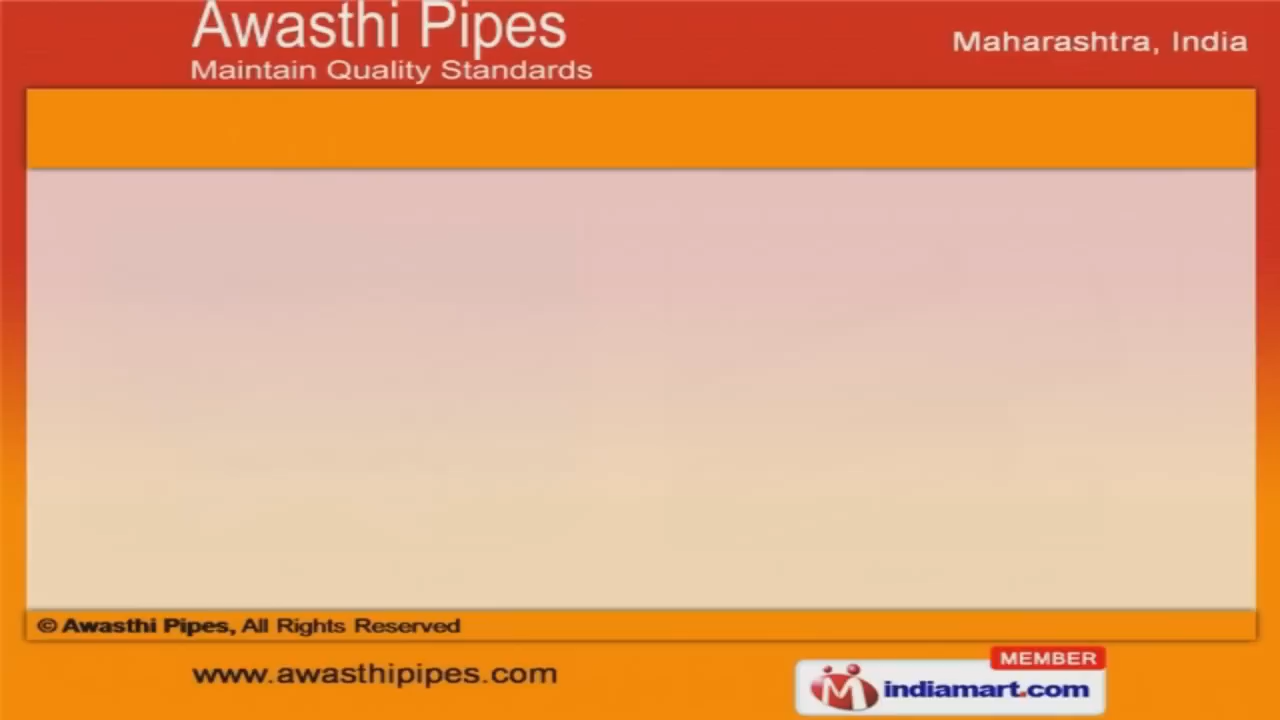 Awasthi Pipes
Maintain Quality Standards
Maharashtra, India
© Awasthi Pipes, All Rights Reserved
www.awasthipipes.com
MEMBER
indiamart.com